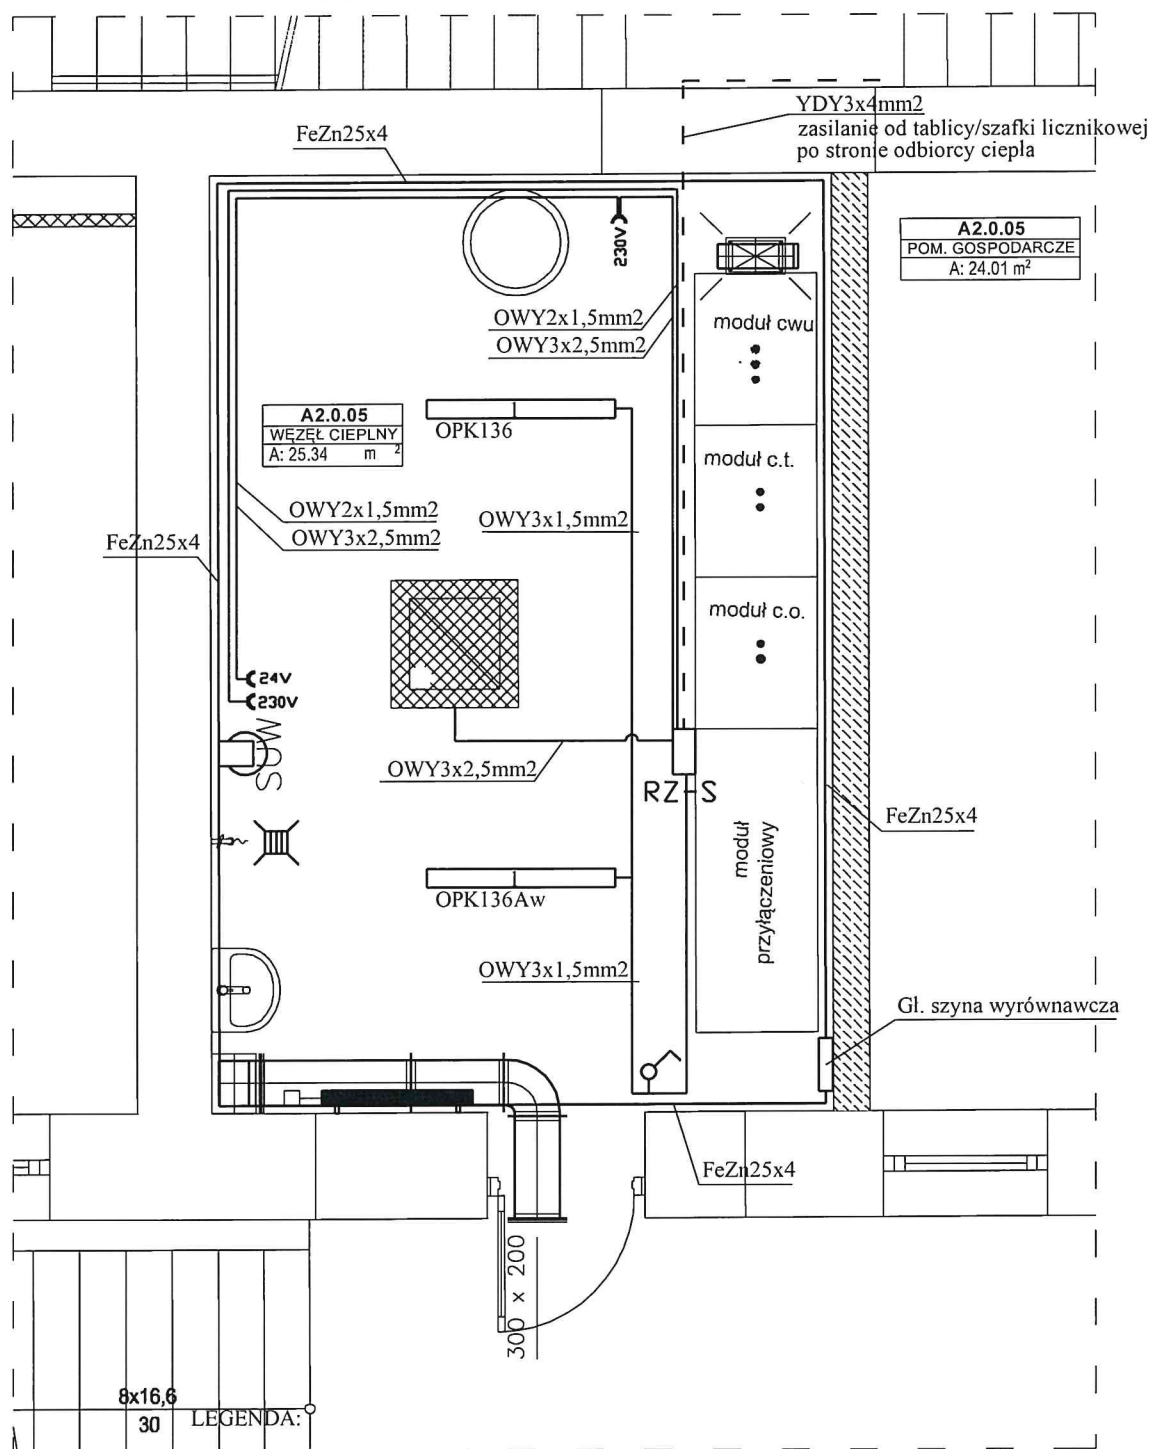 YDY3x4mm2
zasilanie od tablicy/szafki licznikowej
po stronie odbiorcy ciepła
FeZn25x4
A2.0.05
POM. GOSPODARCZE
A: 24.01 m²
230V
OWY2x1,5mm2
OWY3x2,5mm2
moduł cwu
A2.0.05
WĘZEŁ CIEPLNY
A: 25.34 m 2
OPK136
moduł c.t.
OWY2x1,5mm2
OWY3x2,5mm2
OWY3x1,5mm2
FeZn25x4
moduł c.o.
24V
230V
SUW
OWY3x2,5mm2
RZ-S
FeZn25x4
moduł
przyłączeniowy
OPK136Aw
OWY3x1,5mm2
Gł. szyna wyrównawcza
FeZn25x4
300 x 200
8x16,6
30
LEGENDA: